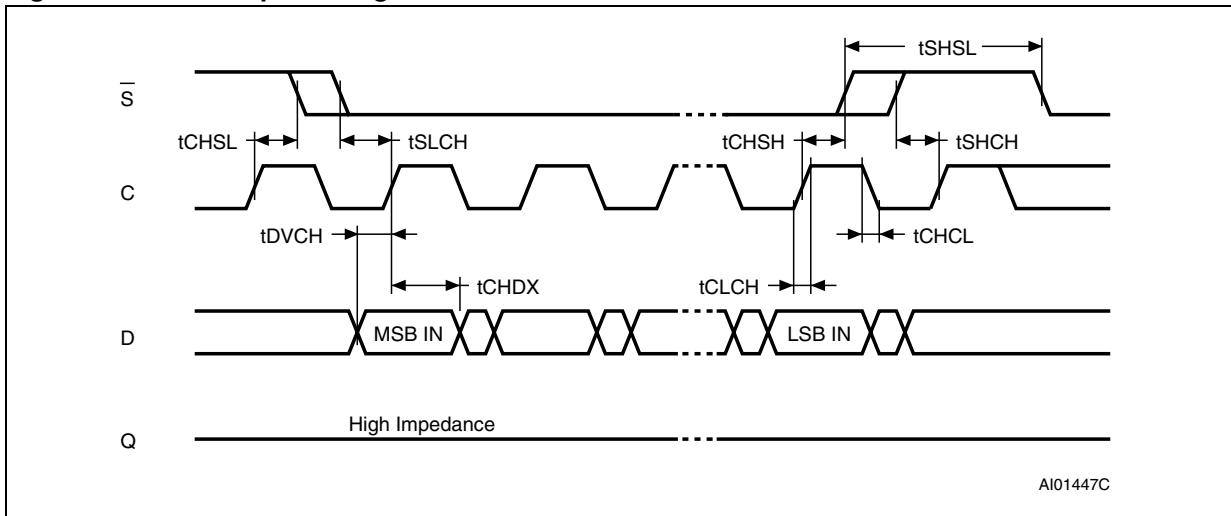 tSHSL
S
tCHSL
tSLCH
tCHSH
tSHCH
C
tDVCH
tCHCL
tCHDX
tCLCH
D
MSB IN
LSB IN
High Impedance
Q
AI01447C